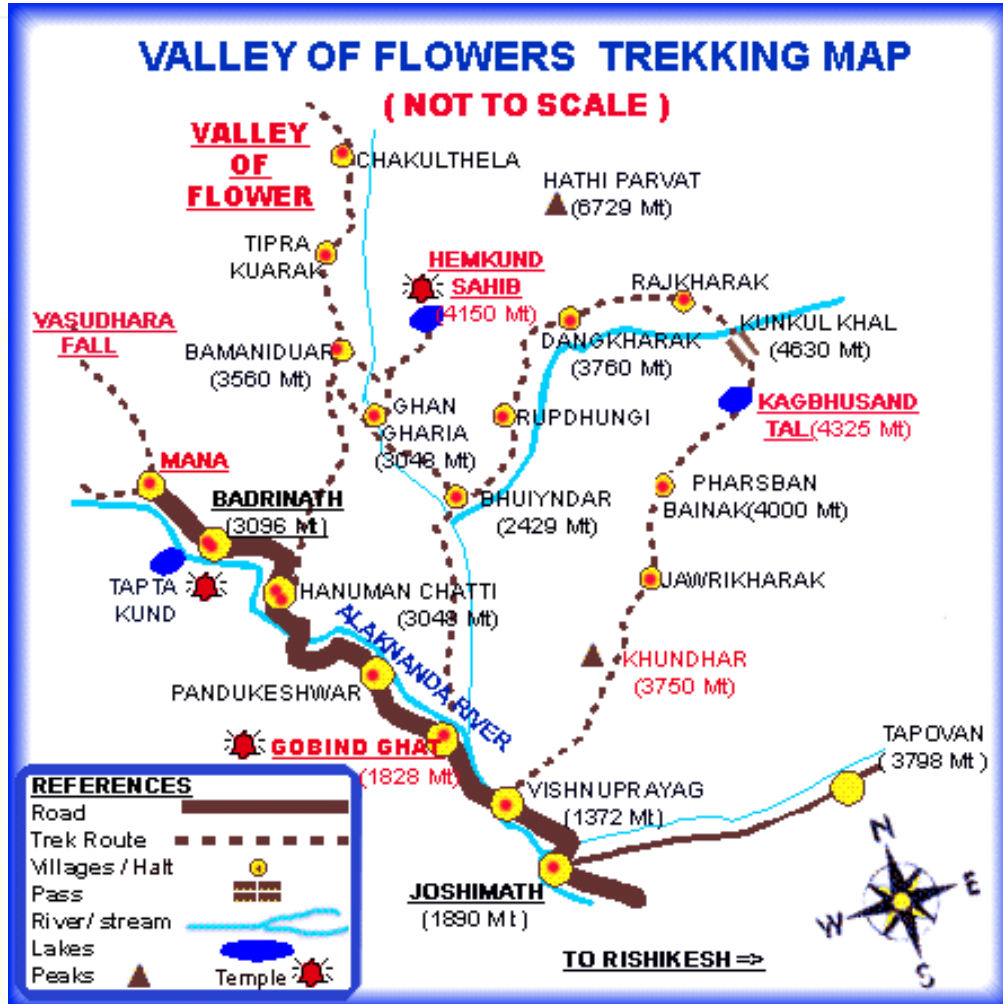 VALLEY OF FLOWERS TREKKING MAP
( NOT TO SCALE )
VALLEY
OF
FLOWER
CHAKULTHELA
HATHI PARVAT
(6729 Mt)
TIPRA
KUARAK
HEMKUND
SAHIB
(4150 Mt)
RAJKHARAK
VASUDHARA
FALL
BAMANIDUAR
(3560 Mt)
DANGKHARAK
(3760 Mt)
KUNKUL KHAL
(4630 Mt)
GHAN
GHARIA
(3048 Mt)
RUPDHUNGI
KAGBHUSAND
TAL(4325 Mt)
MANA
BADRINATH
(3096 Mt)
BHUIYNDAR
(2429 Mt)
PHARSBAN
BAINAK(4000 Mt)
TAPTA
KUND
HANUMAN CHATTI
(3048 Mt)
JAWRIKHARAK
ALAKNANDA RIVER
PANDUKESHWAR
KHUNDHAR
(3750 Mt)
GOBIND GHAT
(1828 Mt)
TAPOVAN
(3798 Mt)
VISHNUPRAYAG
(1372 Mt)
JOSHIMATH
(1890 Mt)
TO RISHIKESH =>
N
E
W
S
REFERENCES
Road
Trek Route
Villages / Halt
Pass
River/ stream
Lakes
Peaks
Temple